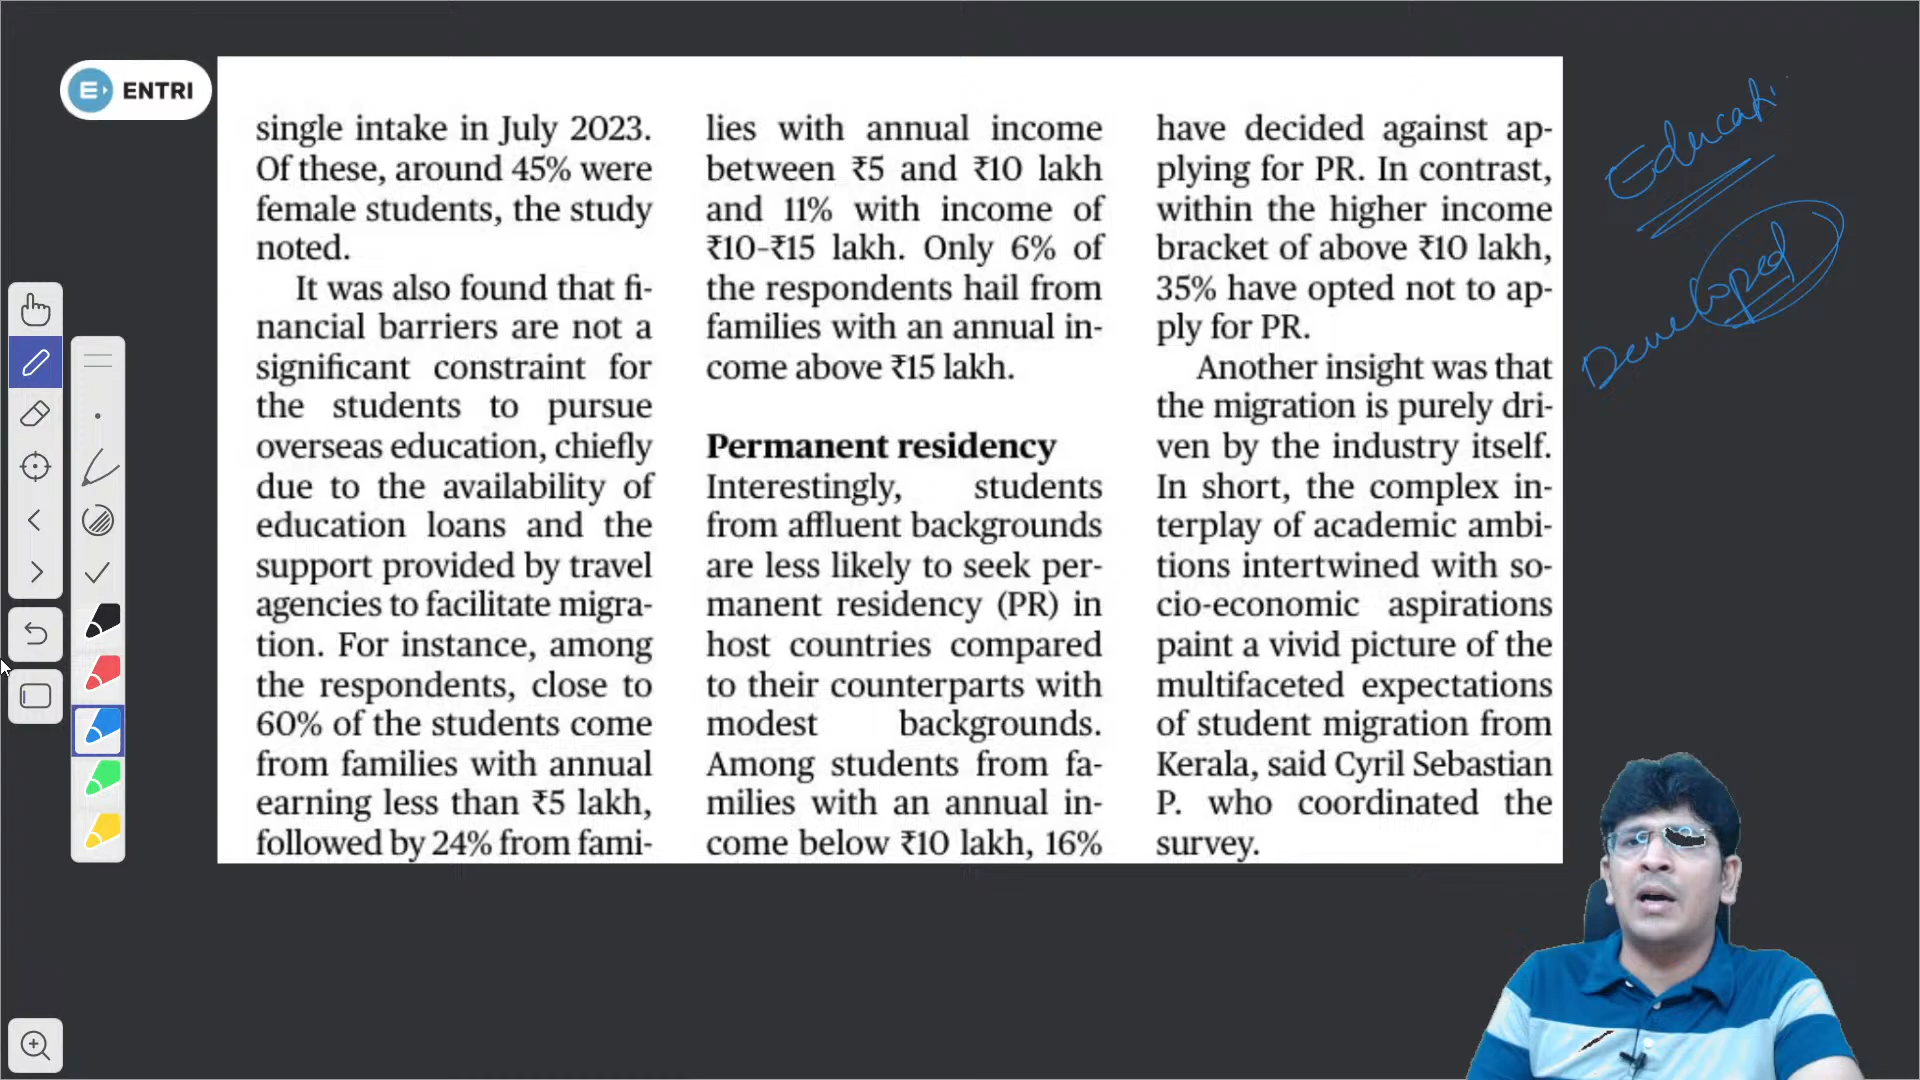 ENTRI
single intake in July 2023.
Of these, around 45% were
female students, the study
noted.
It was also found that fi-
nancial barriers are not a
significant constraint for
the students to pursue
overseas education, chiefly
due to the availability of
education loans and the
support provided by travel
agencies to facilitate migra-
tion. For instance, among
the respondents, close to
60% of the students come
from families with annual
earning less than ₹5 lakh,
followed by 24% from fami-
lies with annual income
between ₹5 and ₹10 lakh
and 11% with income of
₹10–₹15 lakh. Only 6% of
the respondents hail from
families with an annual in-
come above ₹15 lakh.
Permanent residency
Interestingly, students
from affluent backgrounds
are less likely to seek per-
manent residency (PR) in
host countries compared
to their counterparts with
modest backgrounds.
Among students from fa-
milies with an annual in-
come below ₹10 lakh, 16%
have decided against ap-
plying for PR. In contrast,
within the higher income
bracket of above ₹10 lakh,
35% have opted not to ap-
ply for PR.
Another insight was that
the migration is purely dri-
ven by the industry itself.
In short, the complex in-
terplay of academic ambi-
tions intertwined with so-
cio-economic aspirations
paint a vivid picture of the
multifaceted expectations
of student migration from
Kerala, said Cyril Sebastian
P. who coordinated the
survey.
Educati
Developed